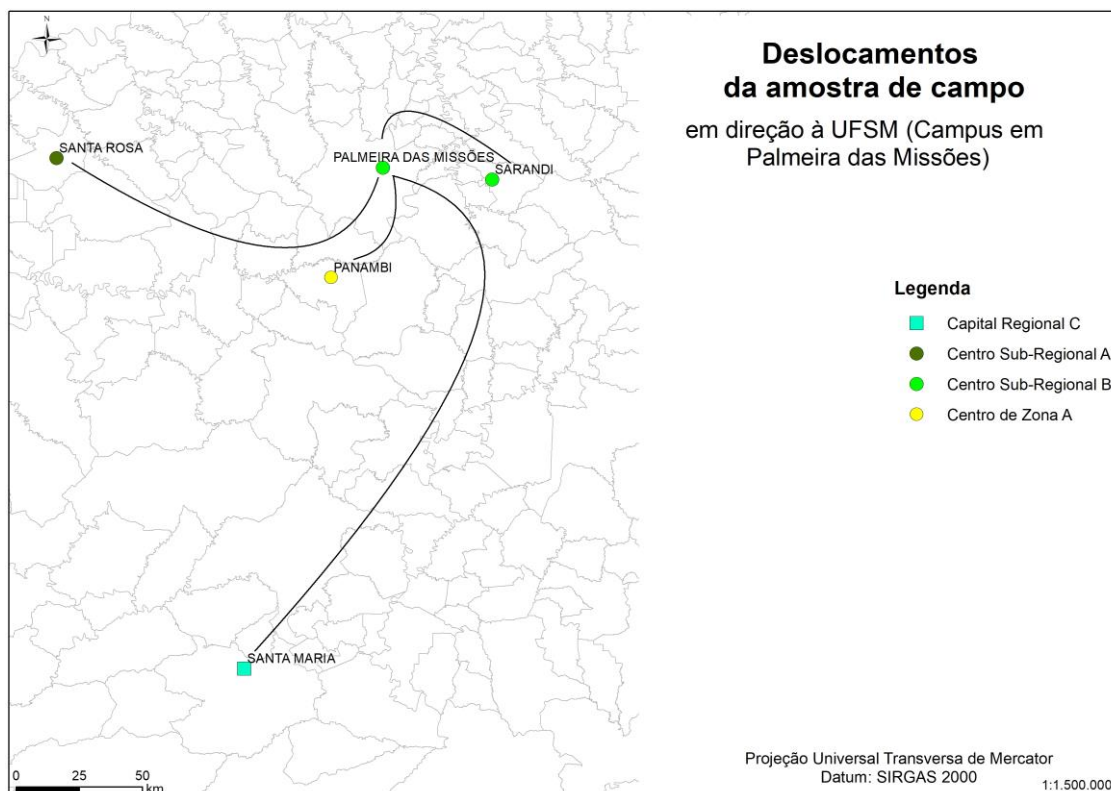 N
Deslocamentos
da amostra de campo
em direção à UFSM (Campus em
Palmeira das Missões)
SANTA ROSA
PALMEIRA DAS MISSÕES
SARANDI
PANAMBI
SANTA MARIA
Legenda
Capital Regional C
Centro Sub-Regional A
Centro Sub-Regional B
Centro de Zona A
0 25 50
km
Projeção Universal Transversa de Mercator
Datum: SIRGAS 2000
1:1.500.000